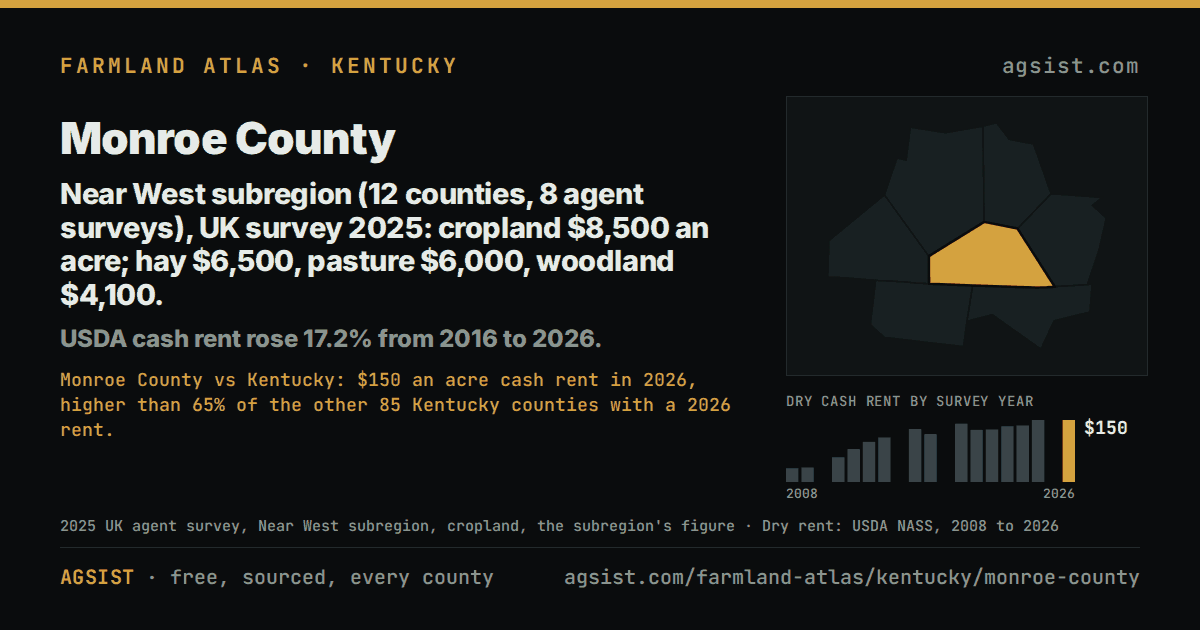 FARMLAND ATLAS · KENTUCKY
agsist.com
Monroe County
Near West subregion (12 counties, 8 agent
surveys), UK survey 2025: cropland $8,500 an
acre; hay $6,500, pasture $6,000, woodland
$4,100.
USDA cash rent rose 17.2% from 2016 to 2026.
Monroe County vs Kentucky: $150 an acre cash rent in 2026,
higher than 65% of the other 85 Kentucky counties with a 2026
rent.
DRY CASH RENT BY SURVEY YEAR
$150
2008
2026
2025 UK agent survey, Near West subregion, cropland, the subregion's figure · Dry rent: USDA NASS, 2008 to 2026
AGSIST · free, sourced, every county
agsist.com/farmland-atlas/kentucky/monroe-county